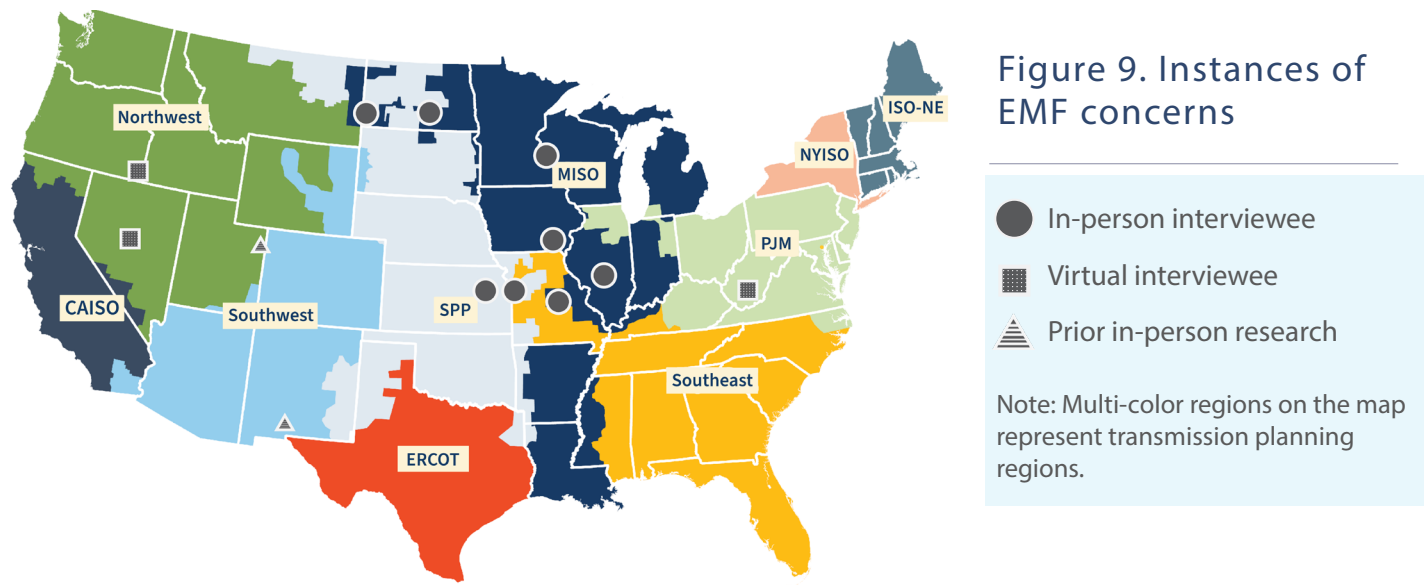 Figure 9. Instances of
EMF concerns
In-person interviewee
Virtual interviewee
Prior in-person research
Note: Multi-color regions on the map
represent transmission planning
regions.
Northwest
ISO-NE
NYISO
MISO
PJM
CAISO
Southwest
SPP
Southeast
ERCOT